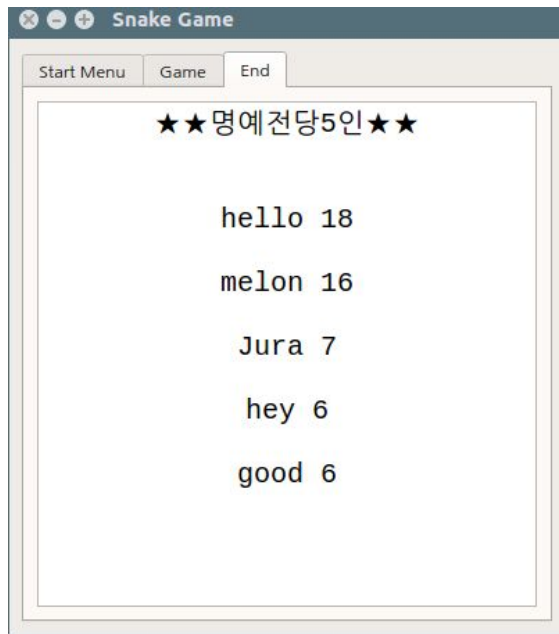 Snake Game
Start Menu Game End
★★명예전당5인★★
hello 18
melon 16
Jura 7
hey 6
good 6